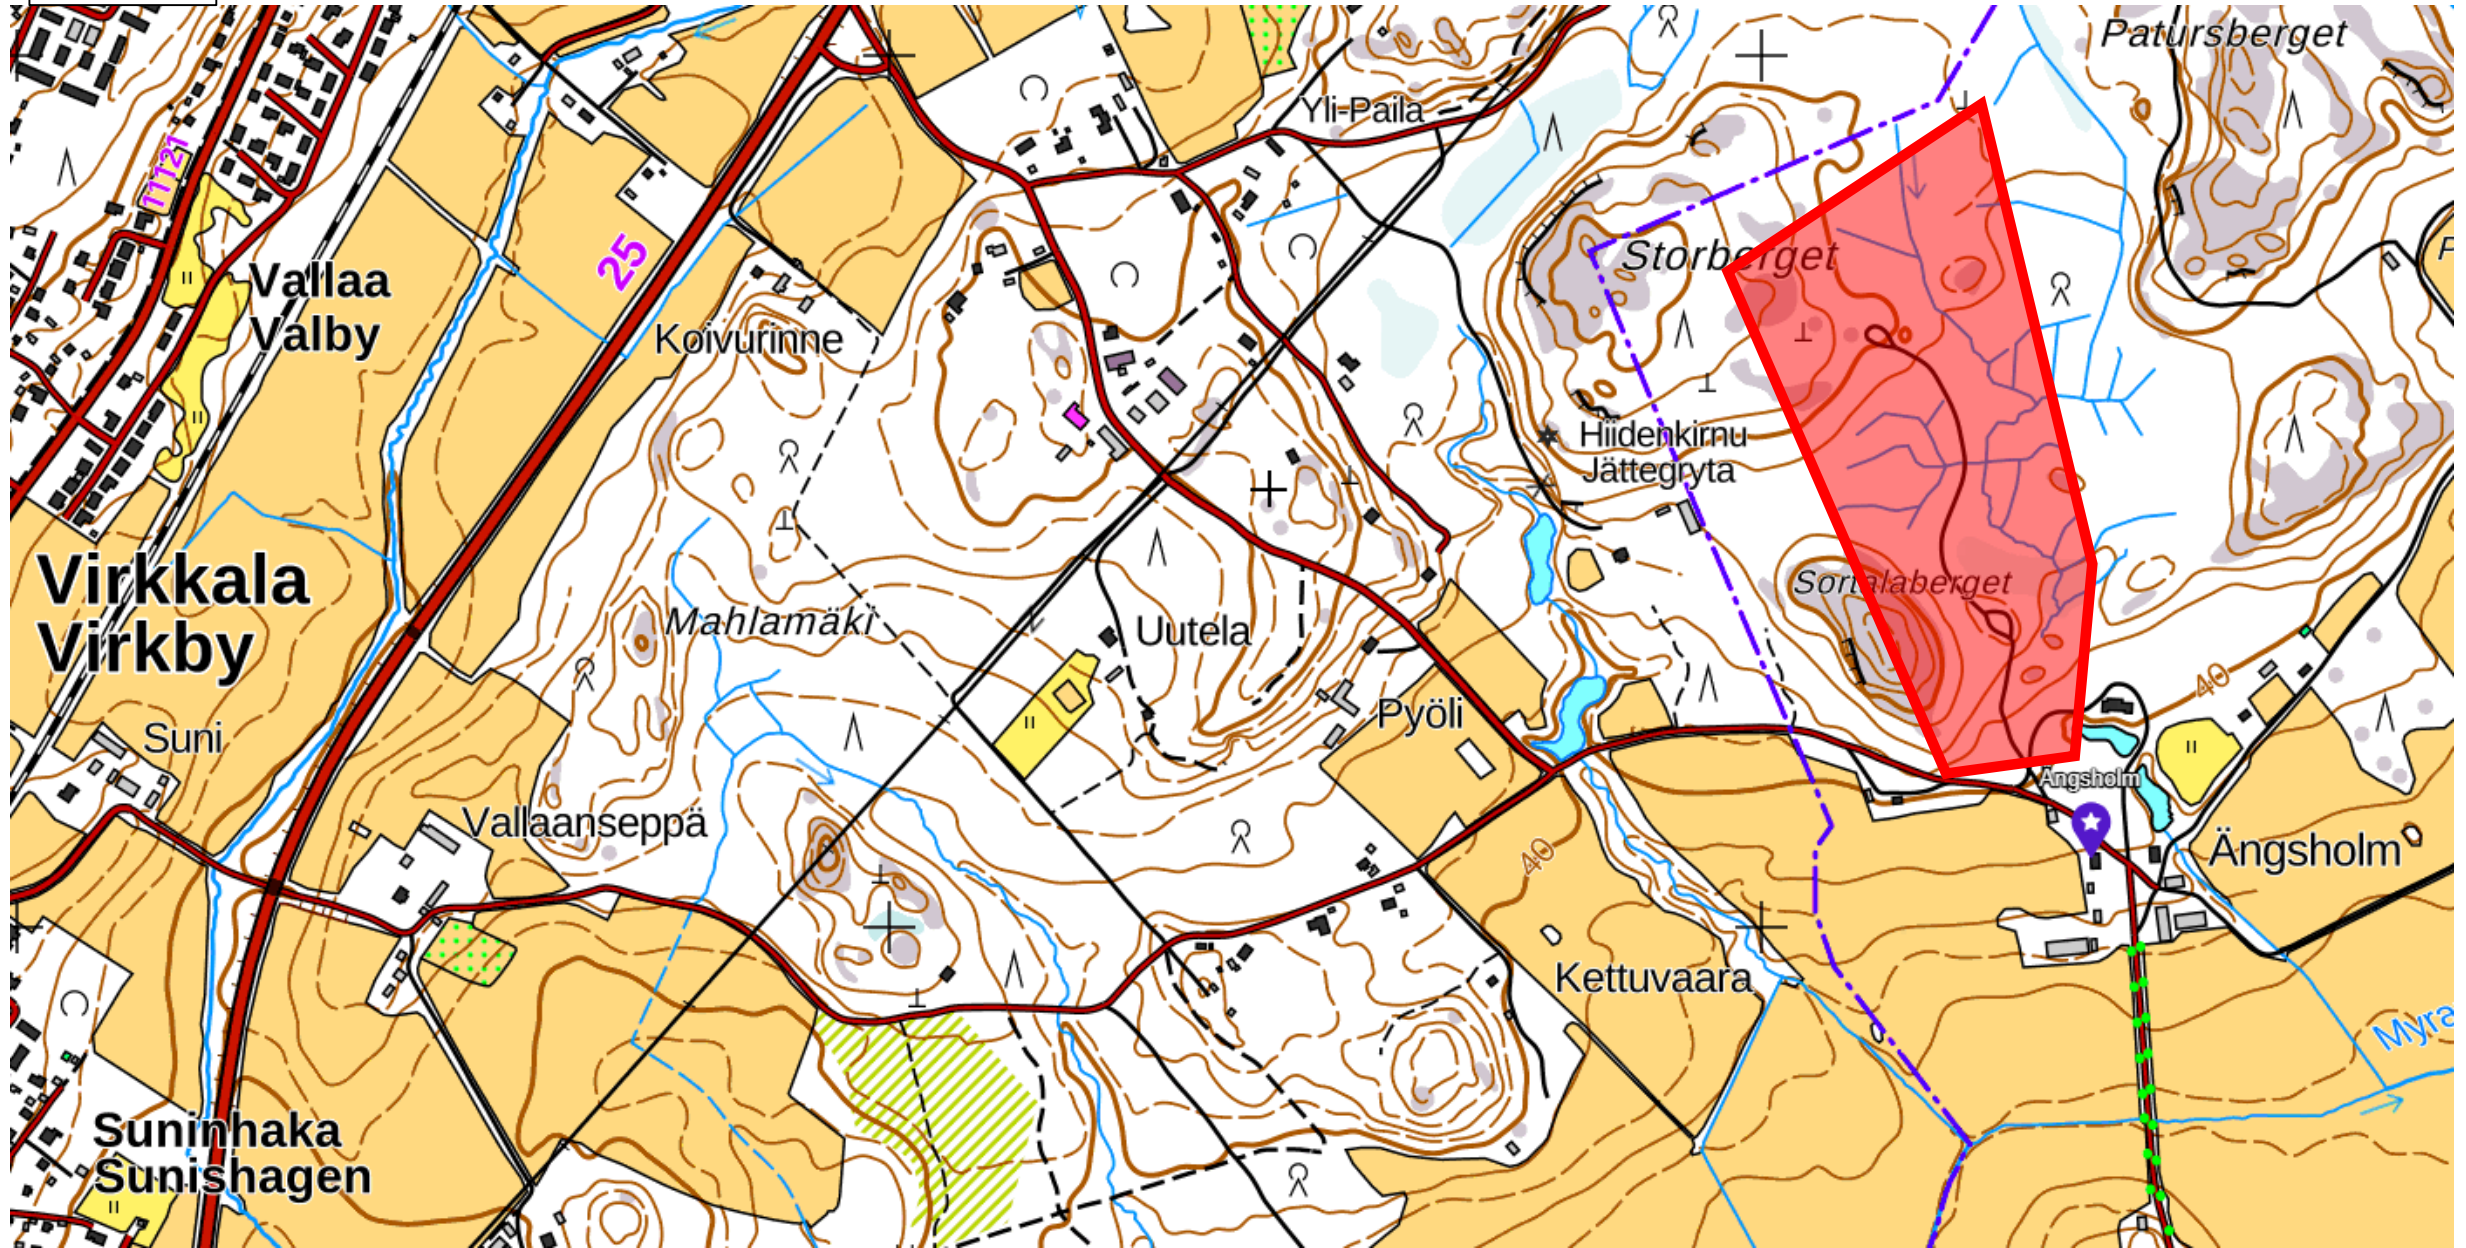 Patursberget
Yli-Paila
11121
25
Storberget
Vallaa
Valby
Koivurinne
Hiidenkirnu
Jättegryta
Virkkala
Virkby
Sortalaberget
Mahlamäki
Uutela
40
Pyöli
Suni
Ängsholm
Vallaanseppä
40
Ängsholm
Kettuvaara
Myra
Suninhaka
Sunishagen